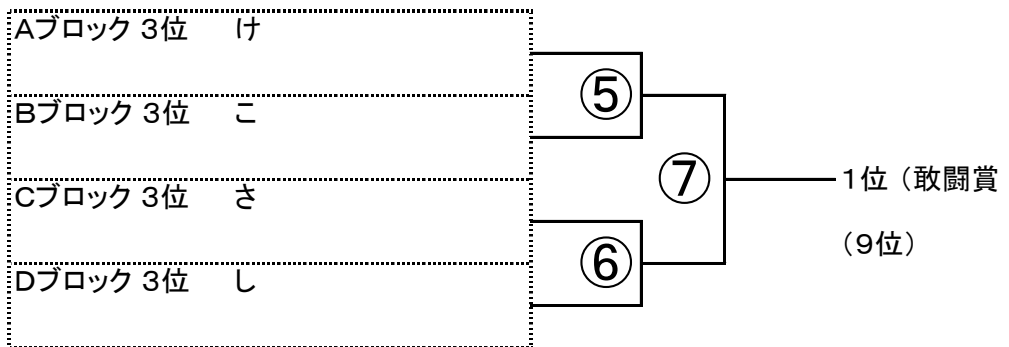 Aブロック 3位 け
⑤
Bブロック 3位 こ
⑦
Cブロック 3位 さ
1位（敢闘賞
（9位）
⑥
Dブロック 3位 し